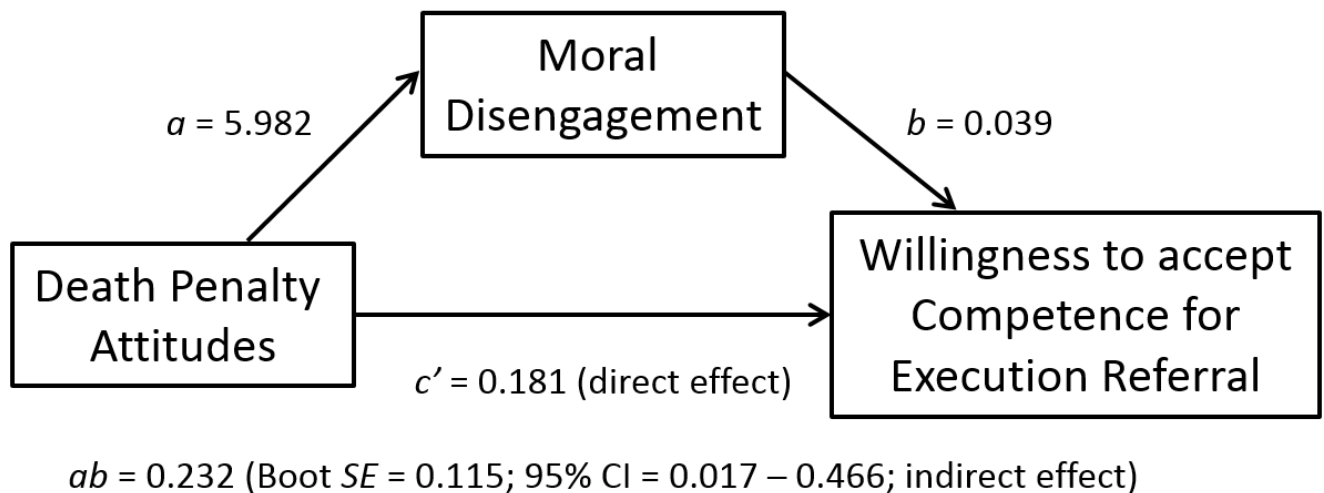 Moral
Disengagement
a = 5.982
b = 0.039
Death Penalty
Attitudes
Willingness to accept
Competence for
Execution Referral
c’ = 0.181 (direct effect)
ab = 0.232 (Boot SE = 0.115; 95% CI = 0.017 – 0.466; indirect effect)